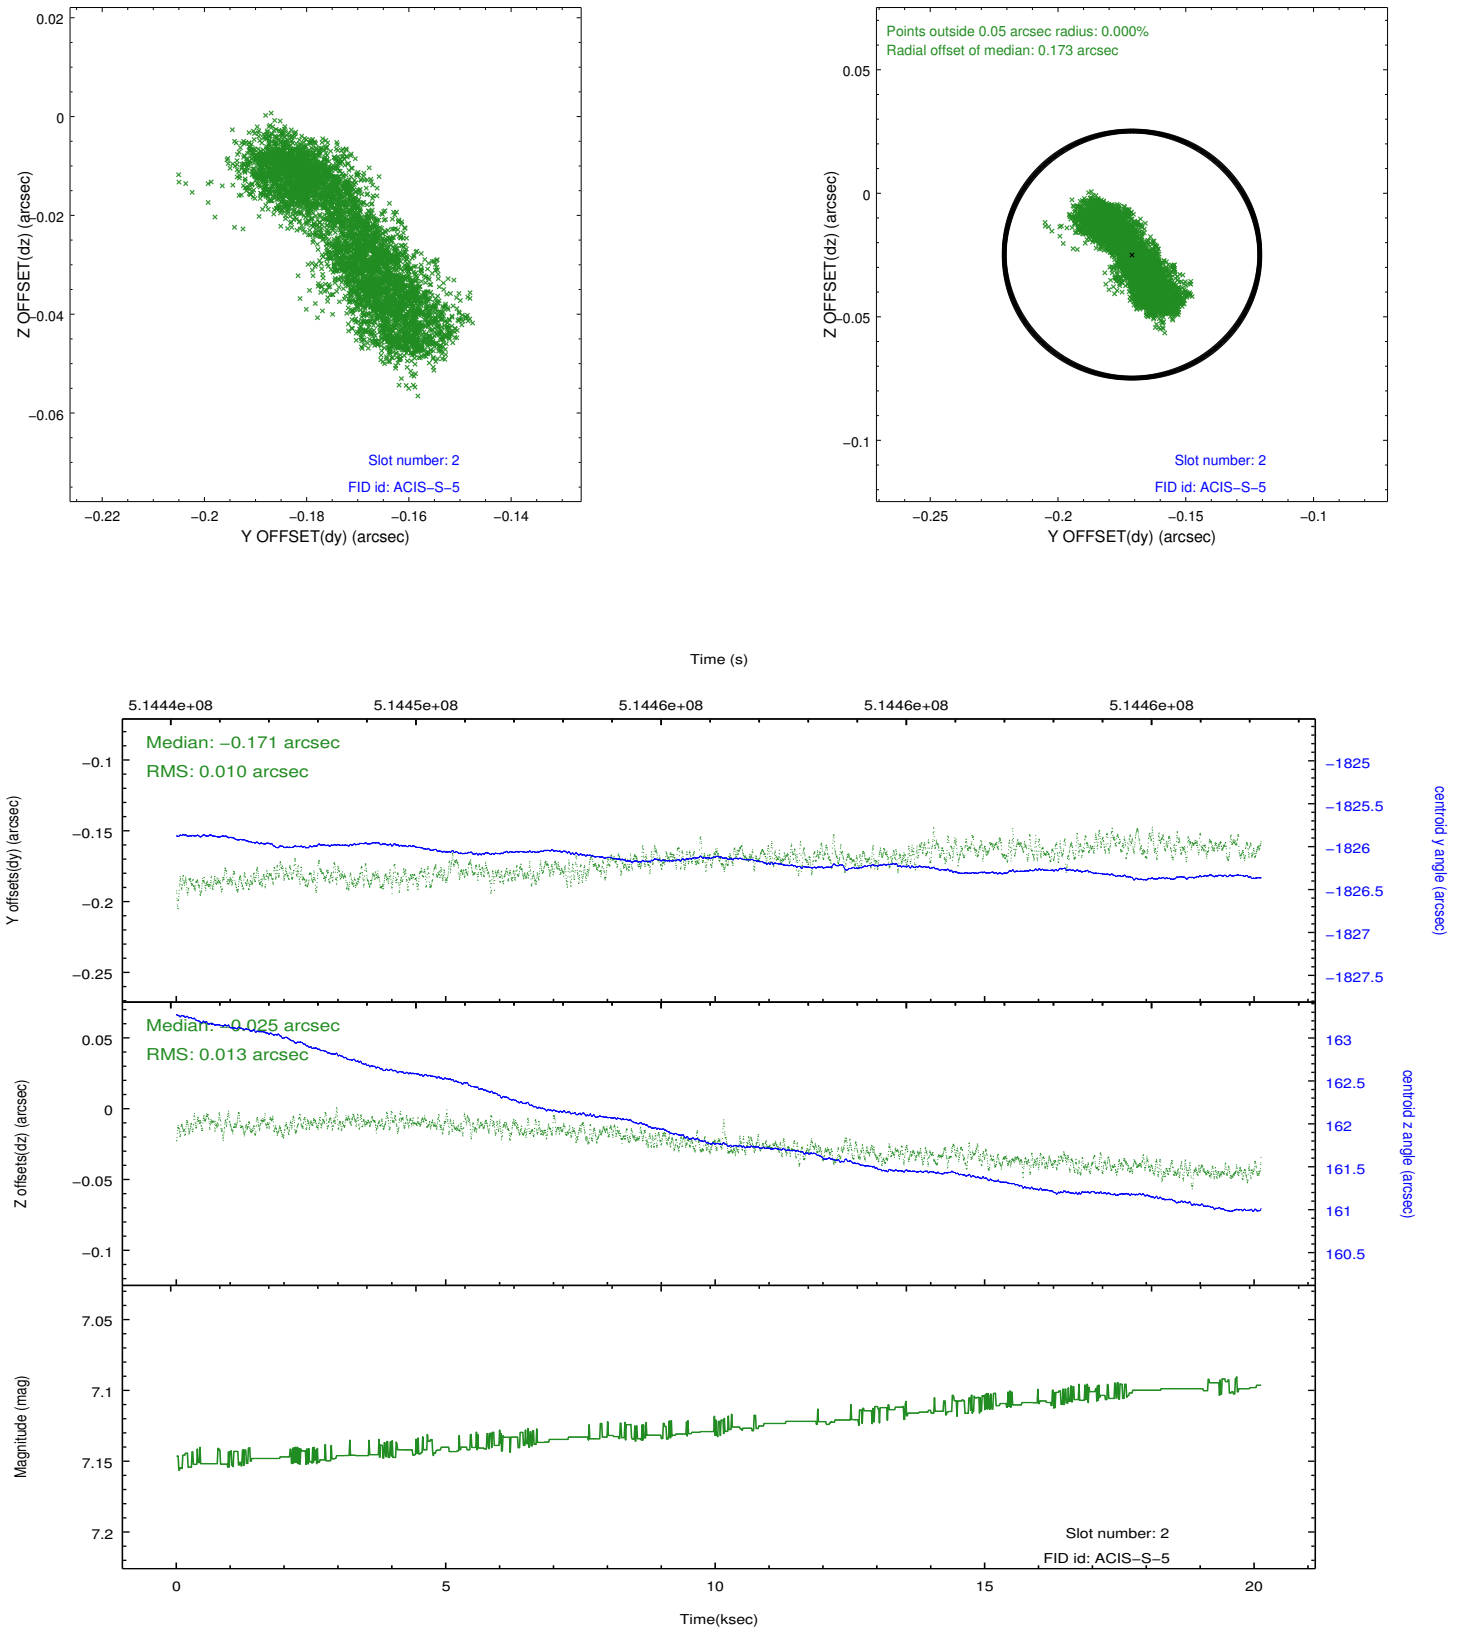 0.02
0
−0.02
−0.04
−0.06
Z OFFSET(dz) (arcsec)
Slot number: 2
FID id: ACIS−S−5
−0.22 −0.2 −0.18 −0.16 −0.14
Y OFFSET(dy) (arcsec)
Points outside 0.05 arcsec radius: 0.000%
Radial offset of median: 0.173 arcsec
0.05
0
−0.05
−0.1
Z OFFSET(dz) (arcsec)
Slot number: 2
FID id: ACIS−S−5
−0.25 −0.2 −0.15 −0.1
Y OFFSET(dy) (arcsec)
Time (s)
5.1444e+08 5.1445e+08 5.1446e+08 5.1446e+08 5.1446e+08
Median: −0.171 arcsec
RMS: 0.010 arcsec
−0.1
−0.15
−0.2
−0.25
Y offsets(dy) (arcsec)
−1825
−1825.5
−1826
−1826.5
−1827
−1827.5
centroid y angle (arcsec)
Median: −0.025 arcsec
RMS: 0.013 arcsec
0.05
0
−0.05
−0.1
Z offsets(dz) (arcsec)
163
162.5
162
161.5
161
160.5
centroid z angle (arcsec)
7.05
7.1
7.15
7.2
Magnitude (mag)
Slot number: 2
FID id: ACIS−S−5
0 5 10 15 20
Time(ksec)